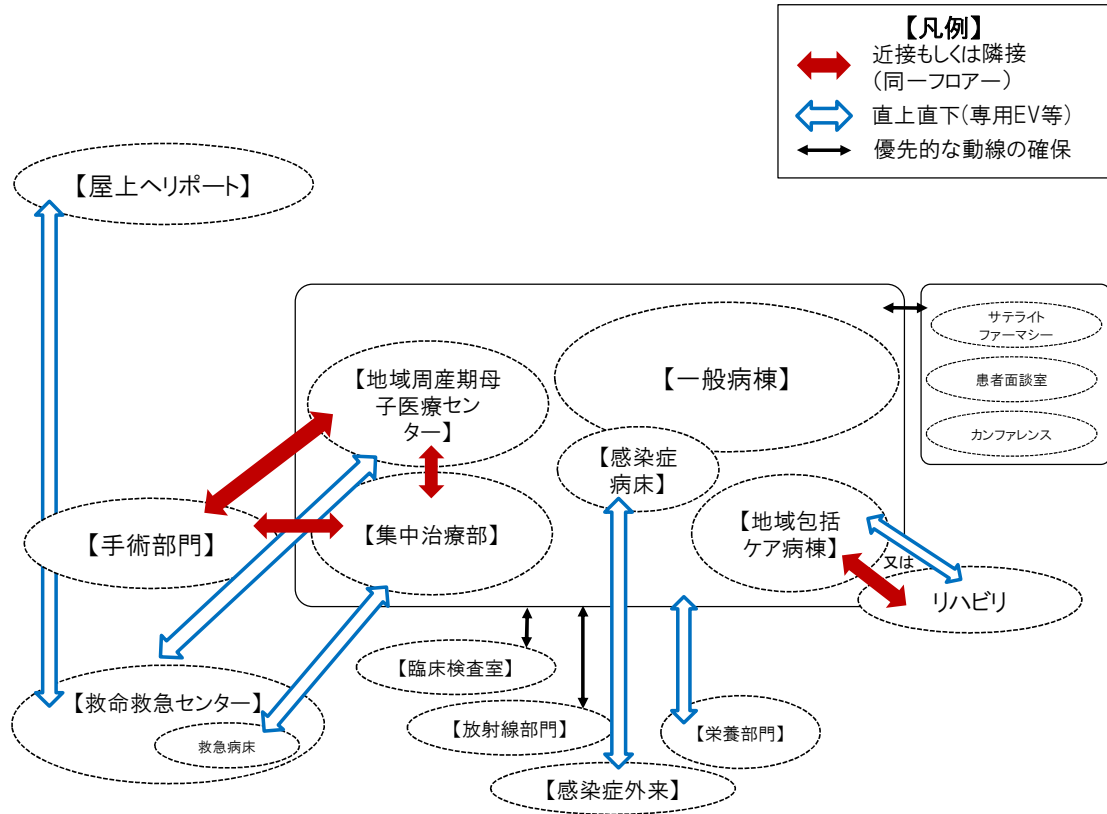 【凡例】
近接もしくは隣接
(同一フロアー)
直上直下(専用EV等)
優先的な動線の確保
【屋上ヘリポート】
サテライト
ファーマシー
患者面談室
カンファレンス
【地域周産期母
子医療セン
ター】
【一般病棟】
【感染症
病床】
【手術部門】
【集中治療部】
【地域包括
ケア病棟】
又は
リハビリ
【臨床検査室】
【救命救急センター】
救急病床
【放射線部門】
【栄養部門】
【感染症外来】